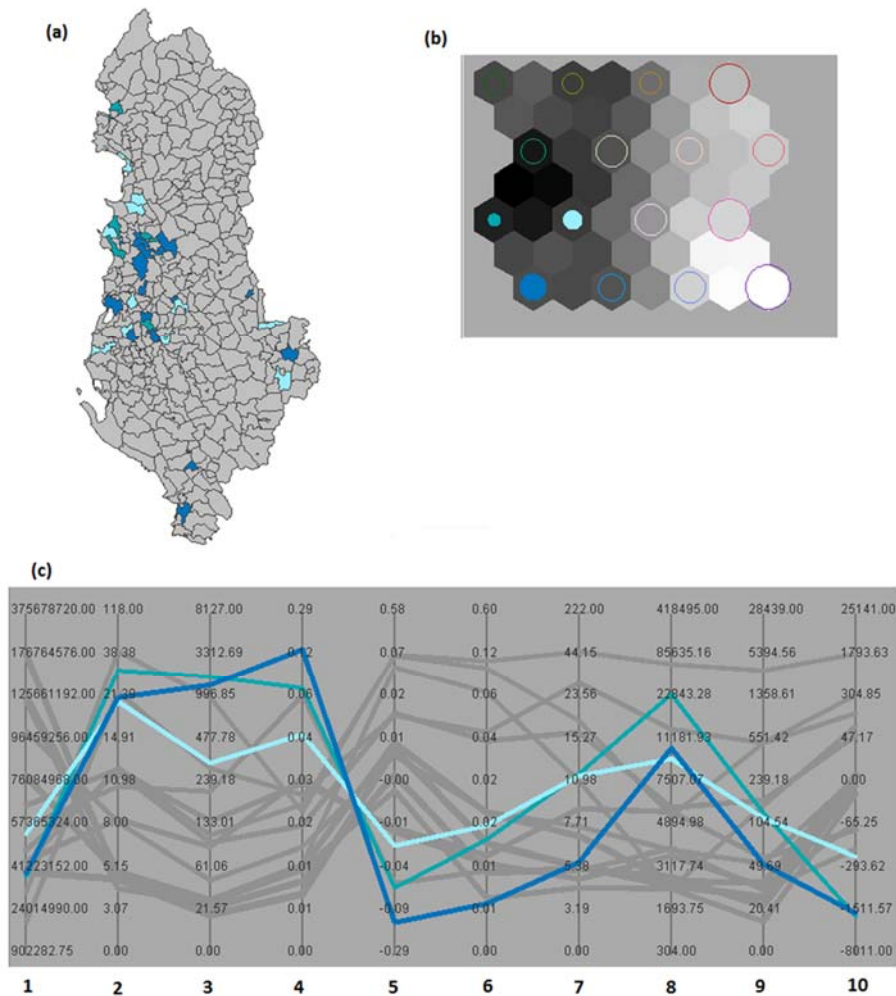 (a)
(b)
(c)
375678720.00 118.00 8127.00 0.29 0.58 0.60 222.00 418495.00 28439.00 25141.00
176764576.00 38.38 3312.69 0.12 0.07 0.12 44.15 85635.16 5394.56 1793.63
125661192.00 21.39 996.85 0.06 0.02 0.06 23.56 22843.28 1358.61 304.85
96459256.00 14.91 477.78 0.04 0.01 0.04 15.27 11181.93 551.42 47.17
76084968.00 10.98 239.18 0.03 -0.00 0.02 10.98 7507.07 239.18 0.00
57385324.00 8.00 133.01 0.02 -0.01 0.02 7.71 4894.98 104.54 -65.25
41223152.00 5.15 61.06 0.01 -0.04 0.01 5.38 3117.74 49.69 -293.62
24014990.00 3.07 21.57 0.01 -0.09 0.01 3.19 1693.75 20.41 -1511.57
902282.75 0.00 0.00 0.00 -0.29 0.00 0.00 304.00 0.00 -8011.00
1 2 3 4 5 6 7 8 9 10